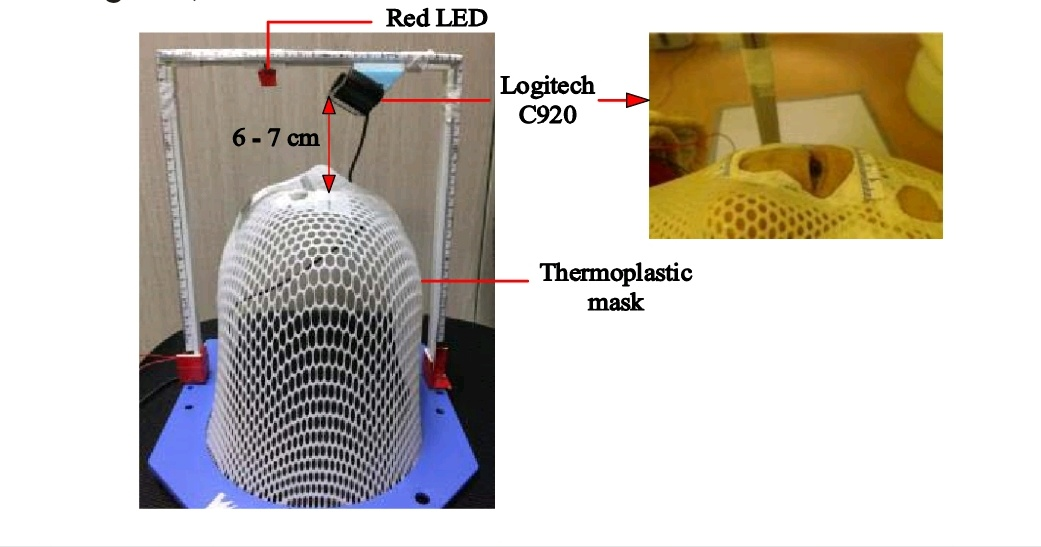 Red LED
Logitech
C920
6 - 7 cm
Thermoplastic
mask